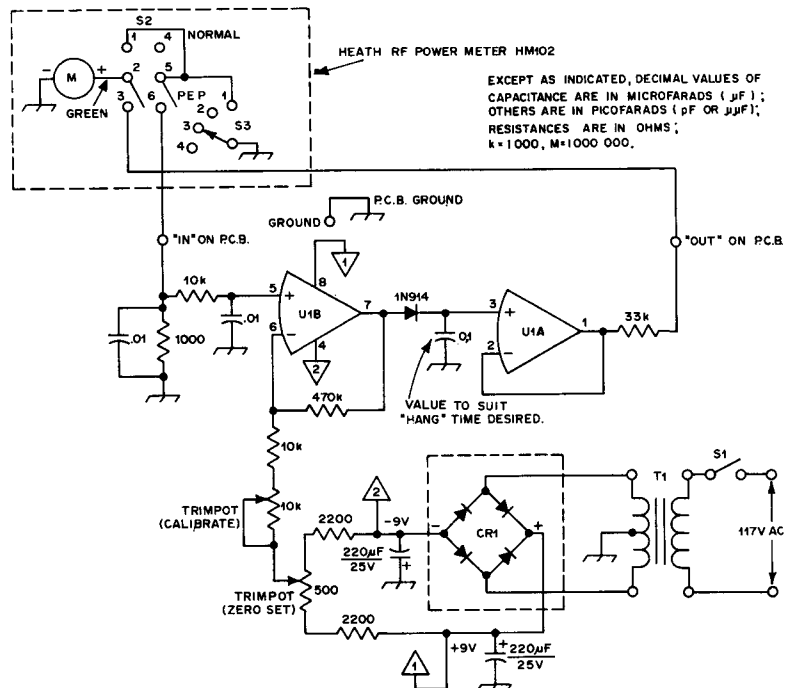 S2
1
4
NORMAL
HEATH RF POWER METER HM102
-
M
+
2
5
1
GREEN
3
6
PEP
2
3
S3
4
EXCEPT AS INDICATED, DECIMAL VALUES OF
CAPACITANCE ARE IN MICROFARADS ( µF ) ;
OTHERS ARE IN PICOFARADS ( pF OR µµF);
RESISTANCES ARE IN OHMS;
k=1000, M=1000 000.
P.C.B. GROUND
GROUND
"IN" ON P.C.B.
"OUT" ON P.C.B.
1
8
10k
5
+
U1B
7
1N914
3
+
U1A
1
33k
.01
1000
.01
6
-
4
2
0.1
2
-
470k
VALUE TO SUIT
"HANG" TIME DESIRED.
10k
10k
TRIMPOT
(CALIBRATE)
2
2200
-9V
-
CR1
+
T1
S1
117V AC
220µF
25V
+
500
TRIMPOT
(ZERO SET)
2200
+9V
+
220µF
25V
1